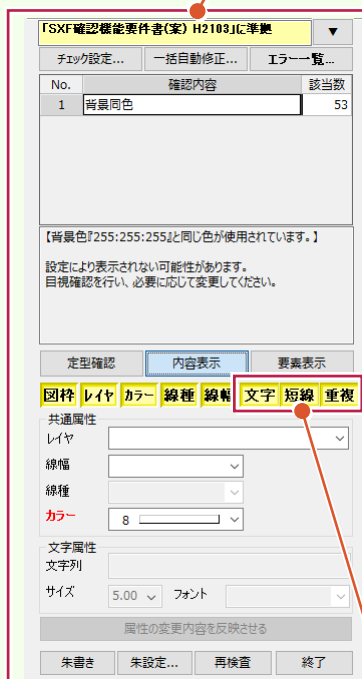 「SXF確認機能要件書(案) H2103」に準拠 ▼
チェック設定... 一括自動修正... エラー一覧...
No. 確認内容 該当数
1 背景同色 53
【背景色『255:255:255』と同じ色が使用されています。】
設定により表示されない可能性があります。
目視確認を行い、必要に応じて変更してください。
定型確認 内容表示 要素表示
図枠 レイヤ カラー 線種 線幅 文字 短線 重複
共通属性
レイヤ
線幅
線種
カラー 8
文字属性
文字列
サイズ 5.00 フォント
属性の変更内容を反映させる
朱書き 朱設定... 再検査 終了